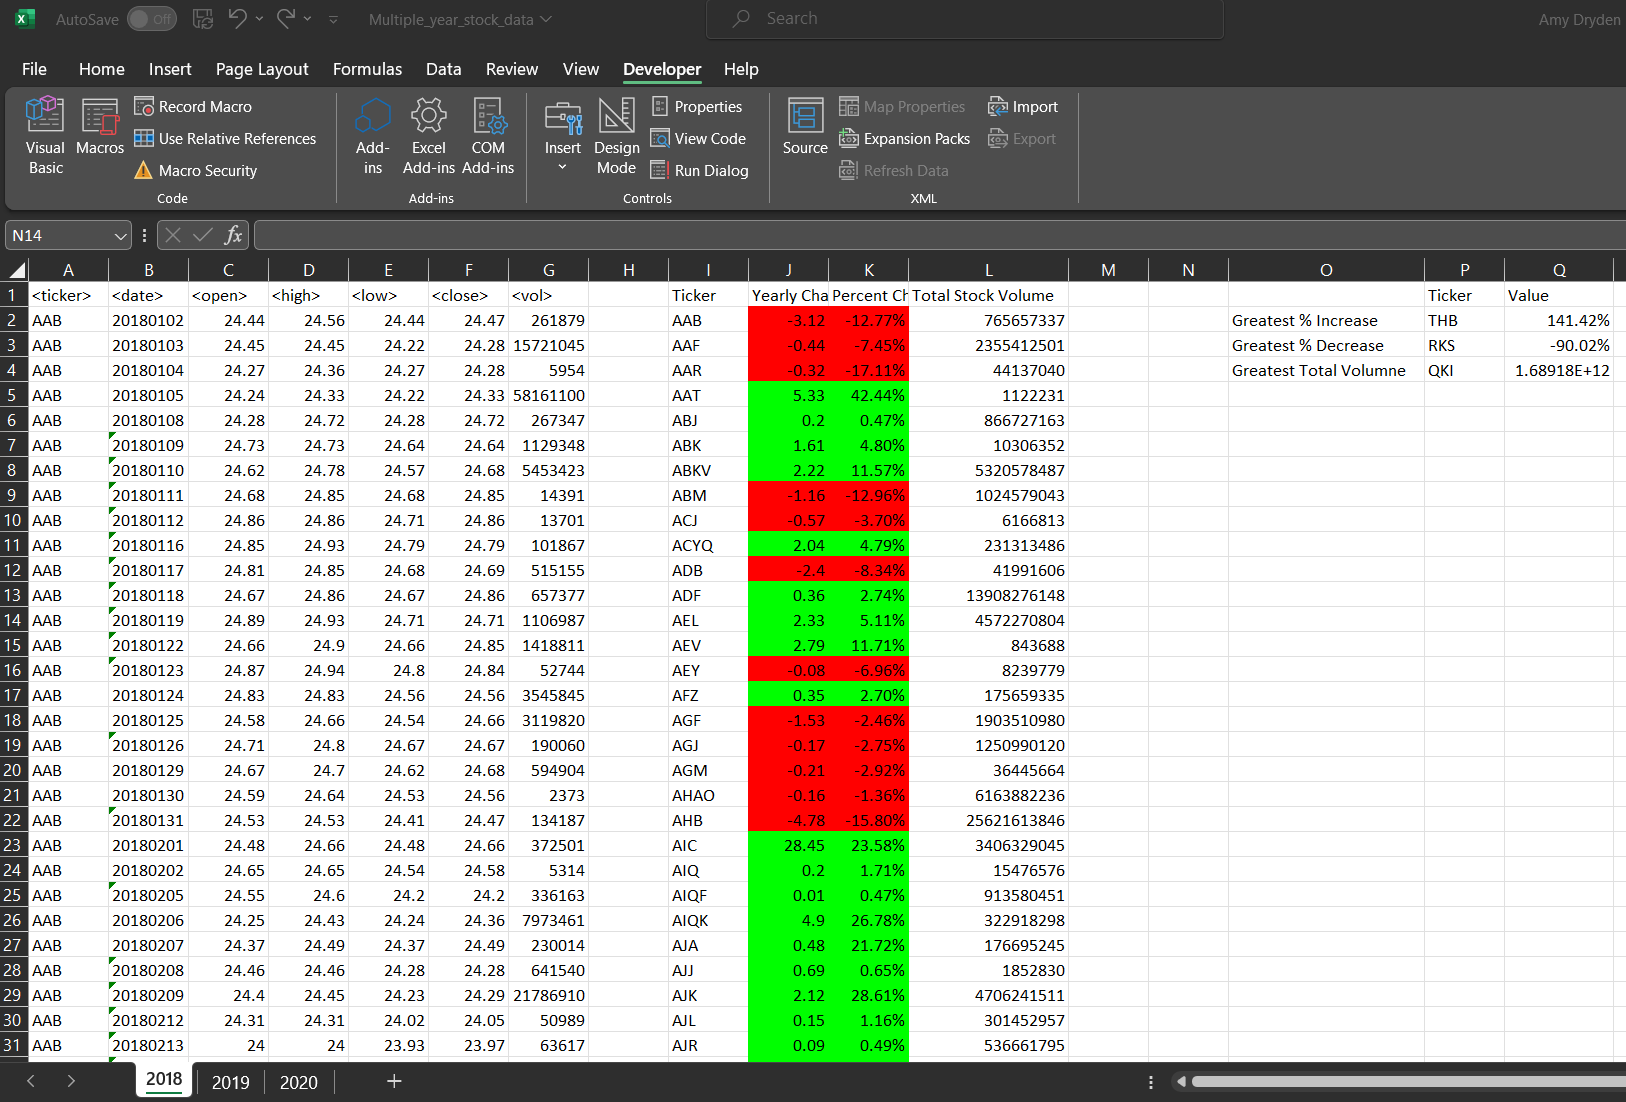 AutoSave Off Multiple_year_stock_data Search Amy Dryden
File Home Insert Page Layout Formulas Data Review View Developer Help
Visual Basic
Macros
Record Macro
Use Relative References
Macro Security
Code
Add-ins
Excel Add-ins
COM Add-ins
Add-ins
Insert
Design Mode
Properties
View Code
Run Dialog
Controls
Source
Map Properties
Expansion Packs
Refresh Data
Import
Export
XML
N14 fx
A B C D E F G H I J K L M N O P Q
1 <ticker> <date> <open> <high> <low> <close> <vol> Ticker Yearly Cha Percent Ch Total Stock Volume Ticker Value
2 AAB 20180102 24.44 24.56 24.44 24.47 261879 AAB -3.12 -12.77% 765657337 Greatest % Increase THB 141.42%
3 AAB 20180103 24.45 24.45 24.22 24.28 15721045 AAF -0.44 -7.45% 2355412501 Greatest % Decrease RKS -90.02%
4 AAB 20180104 24.27 24.36 24.27 24.28 5954 AAR -0.32 -17.11% 44137040 Greatest Total Volumne QKI 1.68918E+12
5 AAB 20180105 24.24 24.33 24.22 24.33 58161100 AAT 5.33 42.44% 1122231
6 AAB 20180108 24.28 24.72 24.28 24.72 267347 ABJ 0.2 0.47% 866727163
7 AAB 20180109 24.73 24.73 24.64 24.64 1129348 ABK 1.61 4.80% 10306352
8 AAB 20180110 24.62 24.78 24.57 24.68 5453423 ABKV 2.22 11.57% 5320578487
9 AAB 20180111 24.68 24.85 24.68 24.85 14391 ABM -1.16 -12.96% 1024579043
10 AAB 20180112 24.86 24.86 24.71 24.86 13701 ACJ -0.57 -3.70% 6166813
11 AAB 20180116 24.85 24.93 24.79 24.79 101867 ACYQ 2.04 4.79% 231313486
12 AAB 20180117 24.81 24.85 24.68 24.69 515155 ADB -2.4 -8.34% 41991606
13 AAB 20180118 24.67 24.86 24.67 24.86 657377 ADF 0.36 2.74% 13908276148
14 AAB 20180119 24.89 24.93 24.71 24.71 1106987 AEL 2.33 5.11% 4572270804
15 AAB 20180122 24.66 24.9 24.66 24.85 1418811 AEV 2.79 11.71% 843688
16 AAB 20180123 24.87 24.94 24.8 24.84 52744 AEY -0.08 -6.96% 8239779
17 AAB 20180124 24.83 24.83 24.56 24.56 3545845 AFZ 0.35 2.70% 175659335
18 AAB 20180125 24.58 24.66 24.54 24.66 3119820 AGF -1.53 -2.46% 1903510980
19 AAB 20180126 24.71 24.8 24.67 24.67 190060 AGJ -0.17 -2.75% 1250990120
20 AAB 20180129 24.67 24.7 24.62 24.68 594904 AGM -0.21 -2.92% 36445664
21 AAB 20180130 24.59 24.64 24.53 24.56 2373 AHAO -0.16 -1.36% 6163882236
22 AAB 20180131 24.53 24.53 24.41 24.47 134187 AHB -4.78 -15.80% 25621613846
23 AAB 20180201 24.48 24.66 24.48 24.66 372501 AIC 28.45 23.58% 3406329045
24 AAB 20180202 24.65 24.65 24.54 24.58 5314 AIQ 0.2 1.71% 15476576
25 AAB 20180205 24.55 24.6 24.2 24.2 336163 AIQF 0.01 0.47% 913580451
26 AAB 20180206 24.25 24.43 24.24 24.36 7973461 AIQK 4.9 26.78% 322918298
27 AAB 20180207 24.37 24.49 24.37 24.49 230014 AJA 0.48 21.72% 176695245
28 AAB 20180208 24.46 24.46 24.28 24.28 641540 AJJ 0.69 0.65% 1852830
29 AAB 20180209 24.4 24.45 24.23 24.29 21786910 AJK 2.12 28.61% 4706241511
30 AAB 20180212 24.31 24.31 24.02 24.05 50989 AJL 0.15 1.16% 301452957
31 AAB 20180213 24 24 23.93 23.97 63617 AJR 0.09 0.49% 536661795
2018 2019 2020 +